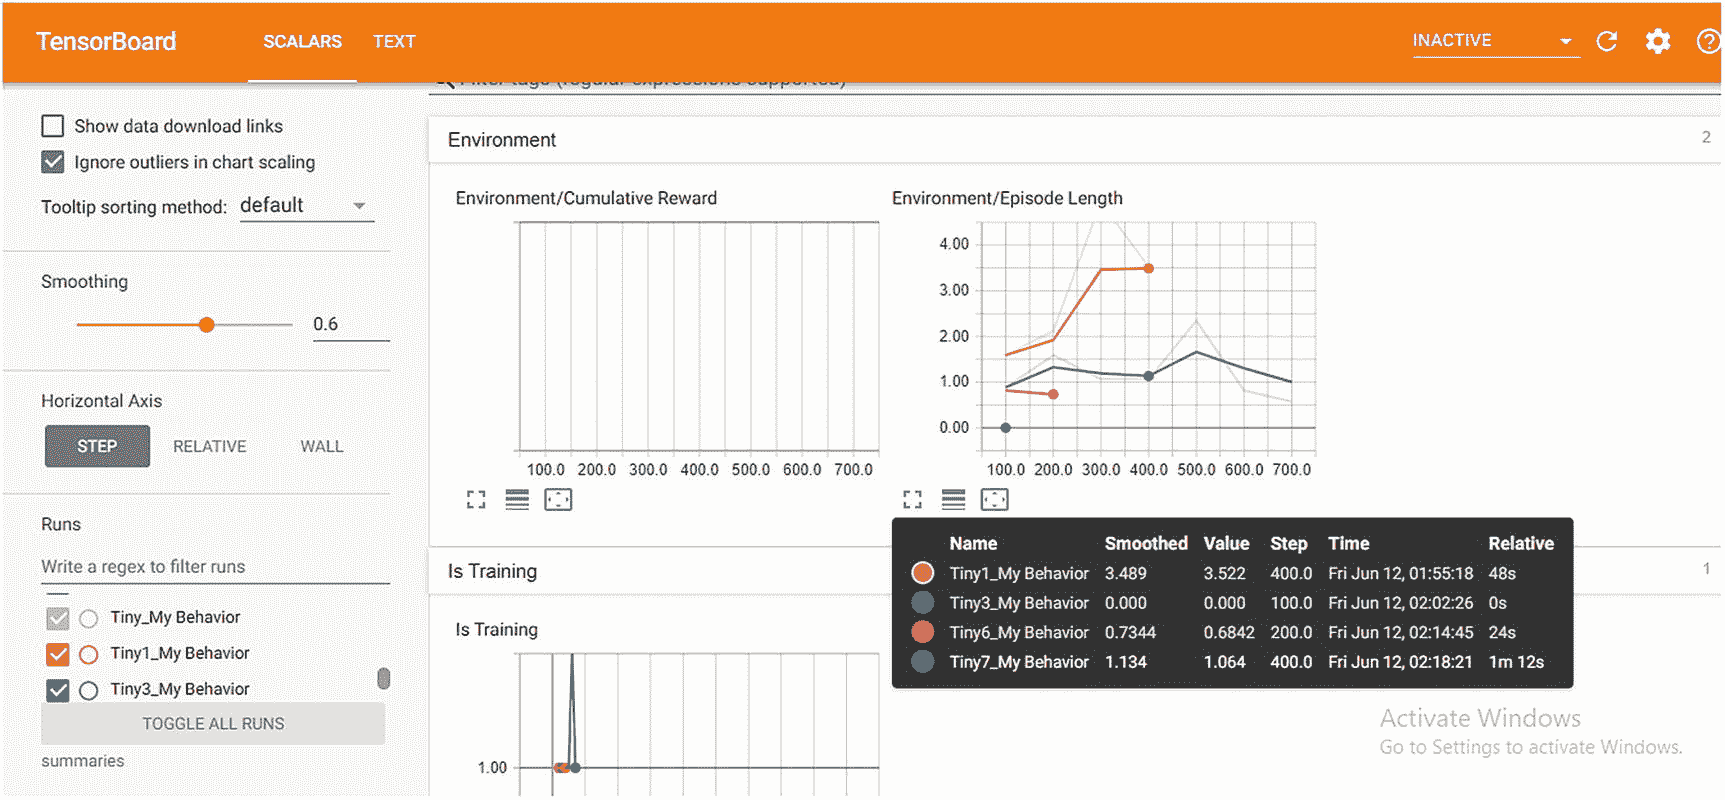 TensorBoard SCALARS TEXT INACTIVE
Filter tags (regular expressions supported)
Show data download links
Ignore outliers in chart scaling
Tooltip sorting method: default
Smoothing
0.6
Horizontal Axis
STEP RELATIVE WALL
Runs
Write a regex to filter runs
Tiny_My Behavior
Tiny1_My Behavior
Tiny3_My Behavior
TOGGLE ALL RUNS
summaries
Environment 2
Environment/Cumulative Reward
100.0 200.0 300.0 400.0 500.0 600.0 700.0
Environment/Episode Length
4.00
3.00
2.00
1.00
0.00
100.0 200.0 300.0 400.0 500.0 600.0 700.0
Name Smoothed Value Step Time Relative
Tiny1_My Behavior 3.489 3.522 400.0 Fri Jun 12, 01:55:18 48s
Tiny3_My Behavior 0.000 0.000 100.0 Fri Jun 12, 02:02:26 0s
Tiny6_My Behavior 0.7344 0.6842 200.0 Fri Jun 12, 02:14:45 24s
Tiny7_My Behavior 1.134 1.064 400.0 Fri Jun 12, 02:18:21 1m 12s
Is Training 1
Is Training
1.00
Activate Windows
Go to Settings to activate Windows.